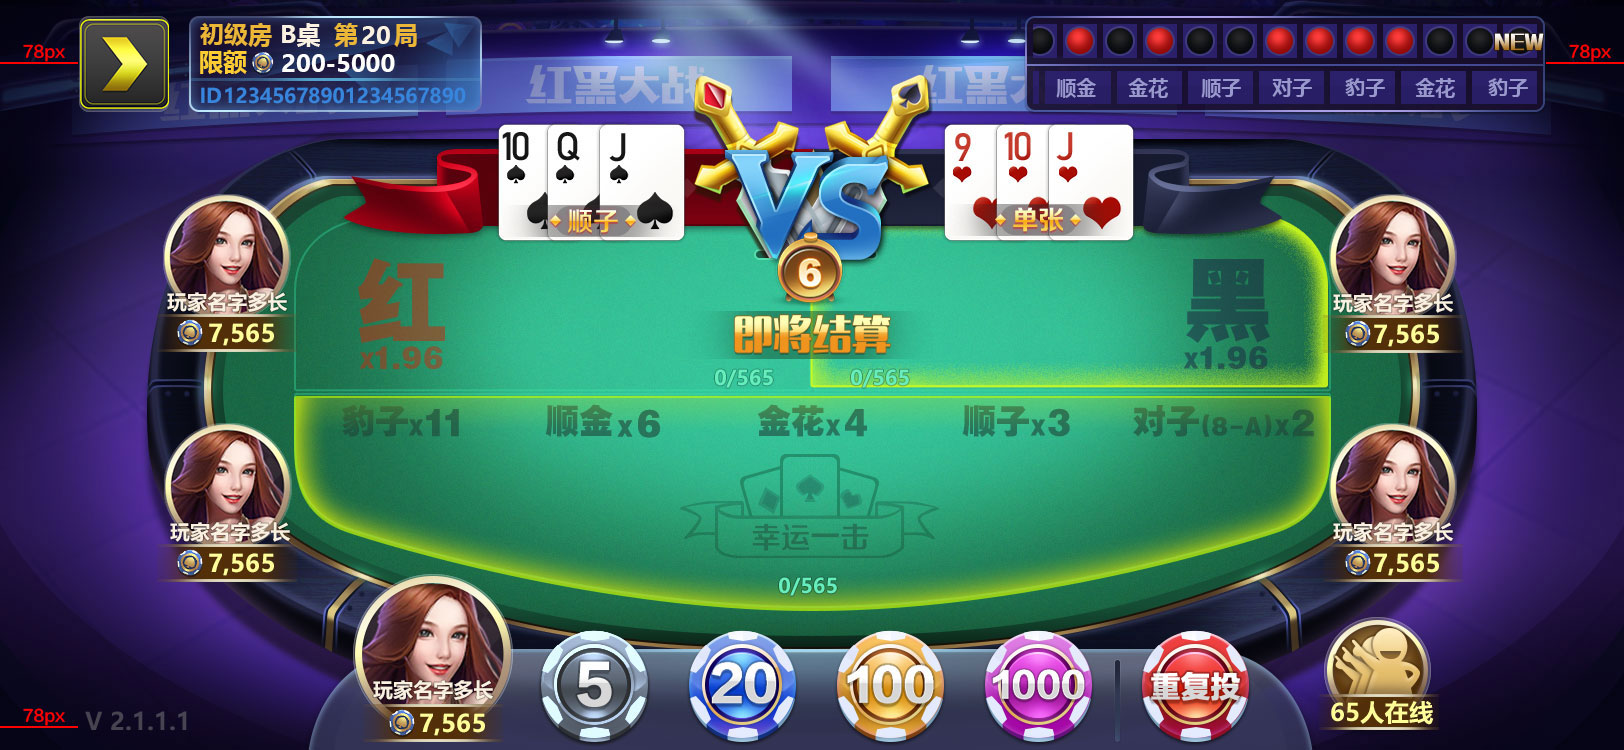 78px
初级房 B桌 第20局
限额 200-5000
ID12345678901234567890
红黑大战
红黑大
NEW
顺金 金花 顺子 对子 豹子 金花 豹子
78px
10 Q J
顺子
VS
9 10 J
单张
6
即将结算
红
x1.96
黑
x1.96
0/565 0/565
玩家名字多长
7,565
玩家名字多长
7,565
豹子x11 顺金x6 金花x4 顺子x3 对子(8-A)x2
幸运一击
0/565
玩家名字多长
7,565
玩家名字多长
7,565
玩家名字多长
7,565
5 20 100 1000 重复投
65人在线
78px
V 2.1.1.1